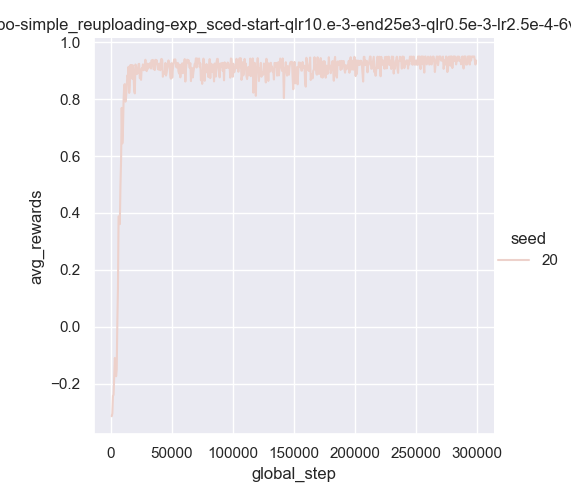 po-simple_reuploading-exp_sced-start-qlr10.e-3-end25e3-qlr0.5e-3-lr2.5e-4-6v
1.0
0.8
0.6
0.4
0.2
0.0
−0.2
avg_rewards
0 50000 100000 150000 200000 250000 300000
global_step
seed
20